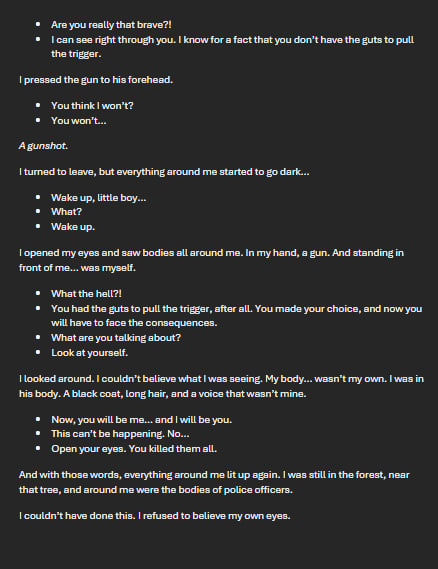 • Are you really that brave?!
• I can see right through you. I know for a fact that you don't have the guts to pull
the trigger.
I pressed the gun to his forehead.
• You think I won't?
• You won't...
A gunshot.
I turned to leave, but everything around me started to go dark...
• Wake up, little boy...
• What?
• Wake up.
I opened my eyes and saw bodies all around me. In my hand, a gun. And standing in
front of me... was myself.
• What the hell?!
• You had the guts to pull the trigger, after all. You made your choice, and now you
will have to face the consequences.
• What are you talking about?
• Look at yourself.
I looked around. I couldn't believe what I was seeing. My body... wasn't my own. I was in
his body. A black coat, long hair, and a voice that wasn't mine.
• Now, you will be me... and I will be you.
• This can't be happening. No...
• Open your eyes. You killed them all.
And with those words, everything around me lit up again. I was still in the forest, near
that tree, and around me were the bodies of police officers.
I couldn't have done this. I refused to believe my own eyes.